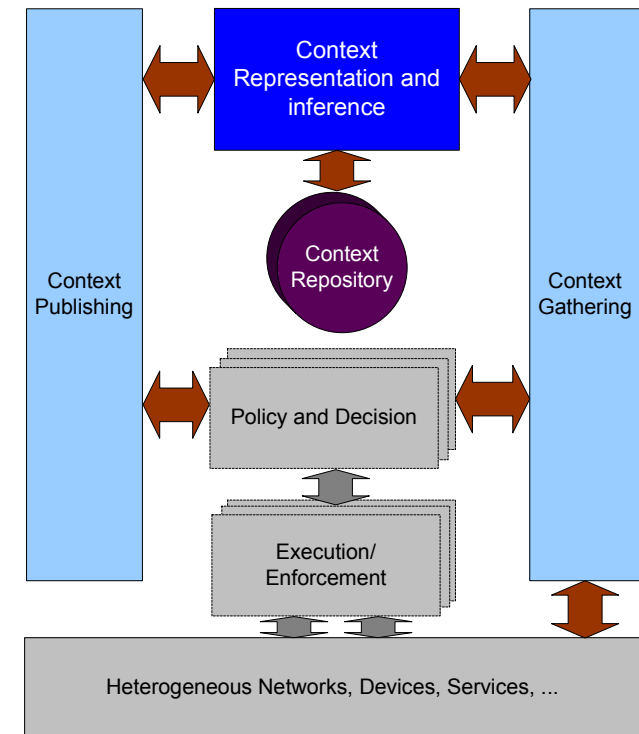 Context
Representation and
inference
Context
Repository
Context
Publishing
Context
Gathering
Policy and Decision
Execution/
Enforcement
Heterogeneous Networks, Devices, Services, ...